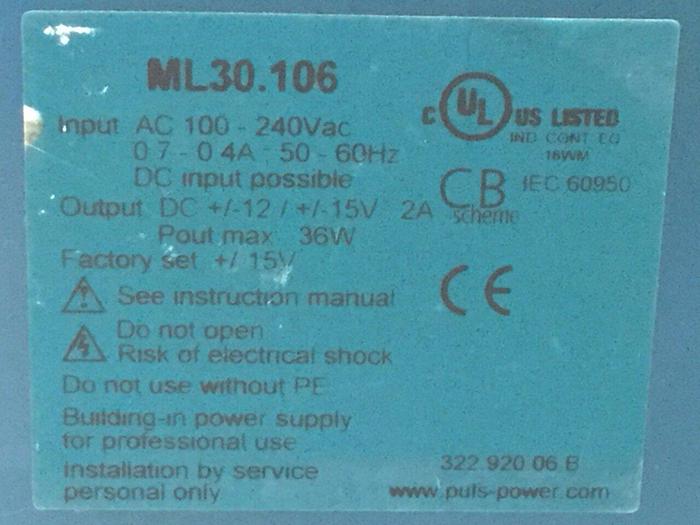 ML30.106
Input AC 100 - 240Vac
0.7 - 0.4A ; 50 - 60Hz
DC input possible
Output DC +/-12 / +/-15V 2A
Pout max 36W
Factory set +/ 15V
See instruction manual
Do not open
Risk of electrical shock
Do not use without PE
Building-in power supply
for professional use
Installation by service
personal only
C UL US LISTED
IND CONT EQ
18WM
CB IEC 60950
scheme
CE
322 920 06 B
www.puls-power.com